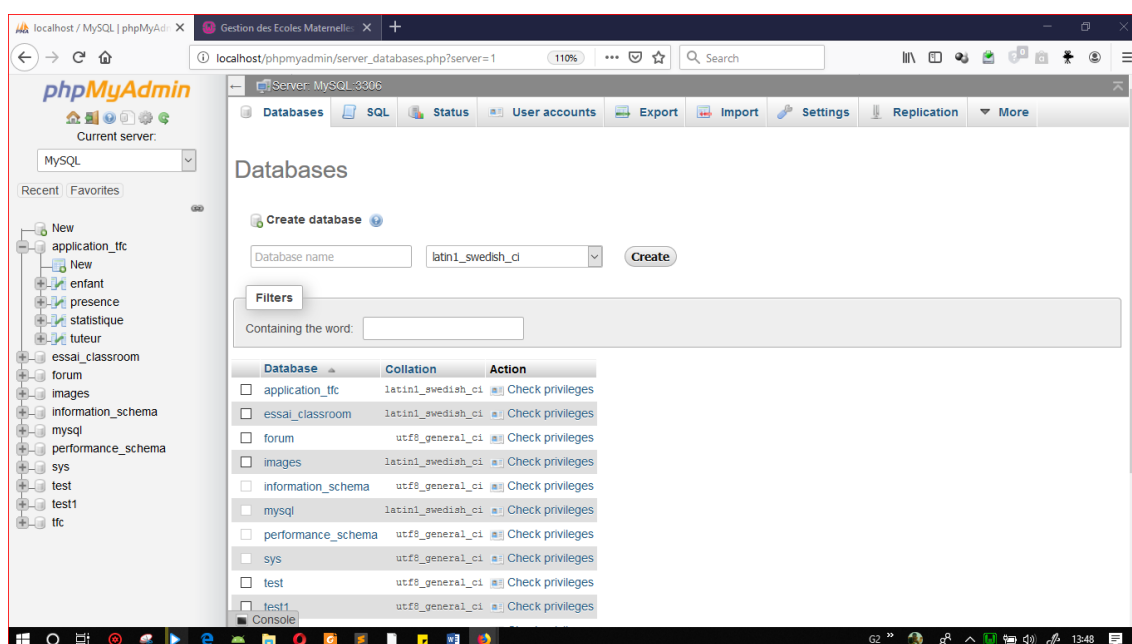 localhost / MySQL | phpMyAdn
Gestion des Ecoles Maternelles
localhost/phpmyadmin/server_databases.php?server=1
110%
Search
phpMyAdmin
Current server:
MySQL
Recent Favorites
New
application_tfc
New
enfant
presence
statistique
tuteur
essai_classroom
forum
images
information_schema
mysql
performance_schema
sys
test
test1
tfc
Server: MySQL:3306
Databases SQL Status User accounts Export Import Settings Replication More
Databases
Create database
Database name latin1_swedish_ci Create
Filters
Containing the word:
Database Collation Action
application_tfc latin1_swedish_ci Check privileges
essai_classroom latin1_swedish_ci Check privileges
forum utf8_general_ci Check privileges
images latin1_swedish_ci Check privileges
information_schema utf8_general_ci Check privileges
mysql latin1_swedish_ci Check privileges
performance_schema utf8_general_ci Check privileges
sys utf8_general_ci Check privileges
test utf8_general_ci Check privileges
test1 utf8_general_ci Check privileges
Console
G2 13:48